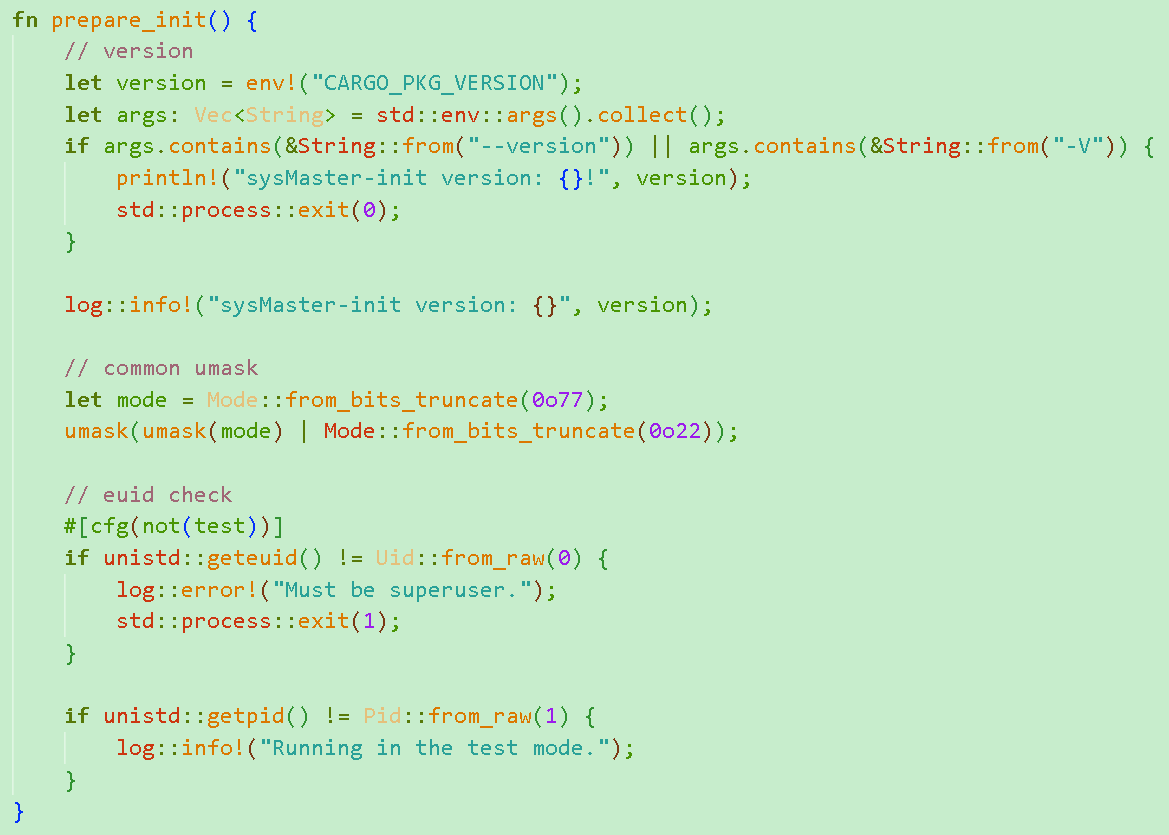 fn prepare_init() {
    // version
    let version = env!("CARGO_PKG_VERSION");
    let args: Vec<String> = std::env::args().collect();
    if args.contains(&String::from("--version")) || args.contains(&String::from("-V")) {
        println!("sysMaster-init version: {}!", version);
        std::process::exit(0);
    }

    log::info!("sysMaster-init version: {}", version);

    // common umask
    let mode = Mode::from_bits_truncate(0o77);
    umask(umask(mode) | Mode::from_bits_truncate(0o22));

    // euid check
    #[cfg(not(test))]
    if unistd::geteuid() != Uid::from_raw(0) {
        log::error!("Must be superuser.");
        std::process::exit(1);
    }

    if unistd::getpid() != Pid::from_raw(1) {
        log::info!("Running in the test mode.");
    }
}